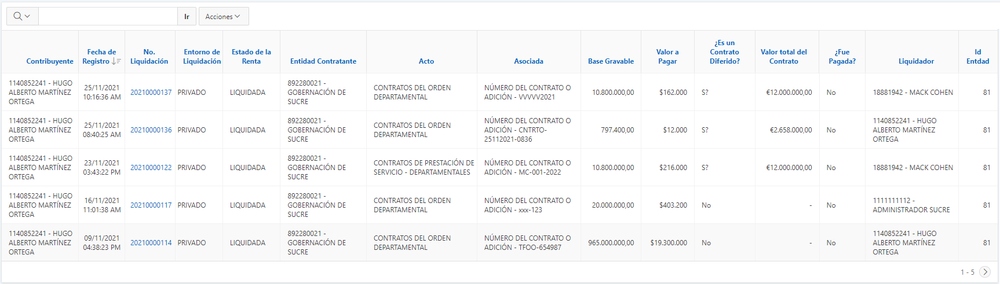 Ir
Acciones
Contribuyente
Fecha de
Registro
No.
Liquidación
Entorno de
Liquidación
Estado de la
Renta
Entidad Contratante
Acto
Asociada
Base Gravable
Valor a
Pagar
¿Es un
Contrato
Diferido?
Valor total del
Contrato
¿Fue
Pagada?
Liquidador
Id
Entdad
1140852241 - HUGO
ALBERTO MARTÍNEZ
ORTEGA
25/11/2021
10:16:36 AM
20210000137
PRIVADO
LIQUIDADA
892280021 -
GOBERNACIÓN DE
SUCRE
CONTRATOS DEL ORDEN
DEPARTAMENTAL
NÚMERO DEL CONTRATO O
ADICIÓN - VVVVV2021
10.800.000,00
$162.000
S?
€12.000.000,00
No
18881942 - MACK COHEN
81
1140852241 - HUGO
ALBERTO MARTÍNEZ
ORTEGA
25/11/2021
08:40:25 AM
20210000136
PRIVADO
LIQUIDADA
892280021 -
GOBERNACIÓN DE
SUCRE
CONTRATOS DEL ORDEN
DEPARTAMENTAL
NÚMERO DEL CONTRATO O
ADICIÓN - CNTRTO-
25112021-0836
797.400,00
$12.000
S?
€2.658.000,00
No
1140852241 - HUGO
ALBERTO MARTÍNEZ
ORTEGA
81
1140852241 - HUGO
ALBERTO MARTÍNEZ
ORTEGA
23/11/2021
03:43:22 PM
20210000122
PRIVADO
LIQUIDADA
892280021 -
GOBERNACIÓN DE
SUCRE
CONTRATOS DE PRESTACIÓN DE
SERVICIO - DEPARTAMENTALES
NÚMERO DEL CONTRATO O
ADICIÓN - MC-001-2022
10.800.000,00
$216.000
S?
€12.000.000,00
No
18881942 - MACK COHEN
81
1140852241 - HUGO
ALBERTO MARTÍNEZ
ORTEGA
16/11/2021
11:01:38 AM
20210000117
PRIVADO
LIQUIDADA
892280021 -
GOBERNACIÓN DE
SUCRE
CONTRATOS DEL ORDEN
DEPARTAMENTAL
NÚMERO DEL CONTRATO O
ADICIÓN - xxx-123
20.000.000,00
$403.200
No
-
No
1111111112 -
ADMINISTRADOR SUCRE
81
1140852241 - HUGO
ALBERTO MARTÍNEZ
ORTEGA
09/11/2021
04:38:23 PM
20210000114
PRIVADO
LIQUIDADA
892280021 -
GOBERNACIÓN DE
SUCRE
CONTRATOS DEL ORDEN
DEPARTAMENTAL
NÚMERO DEL CONTRATO O
ADICIÓN - TFOO-654987
965.000.000,00
$19.300.000
No
-
No
1140852241 - HUGO
ALBERTO MARTÍNEZ
ORTEGA
81
1 - 5